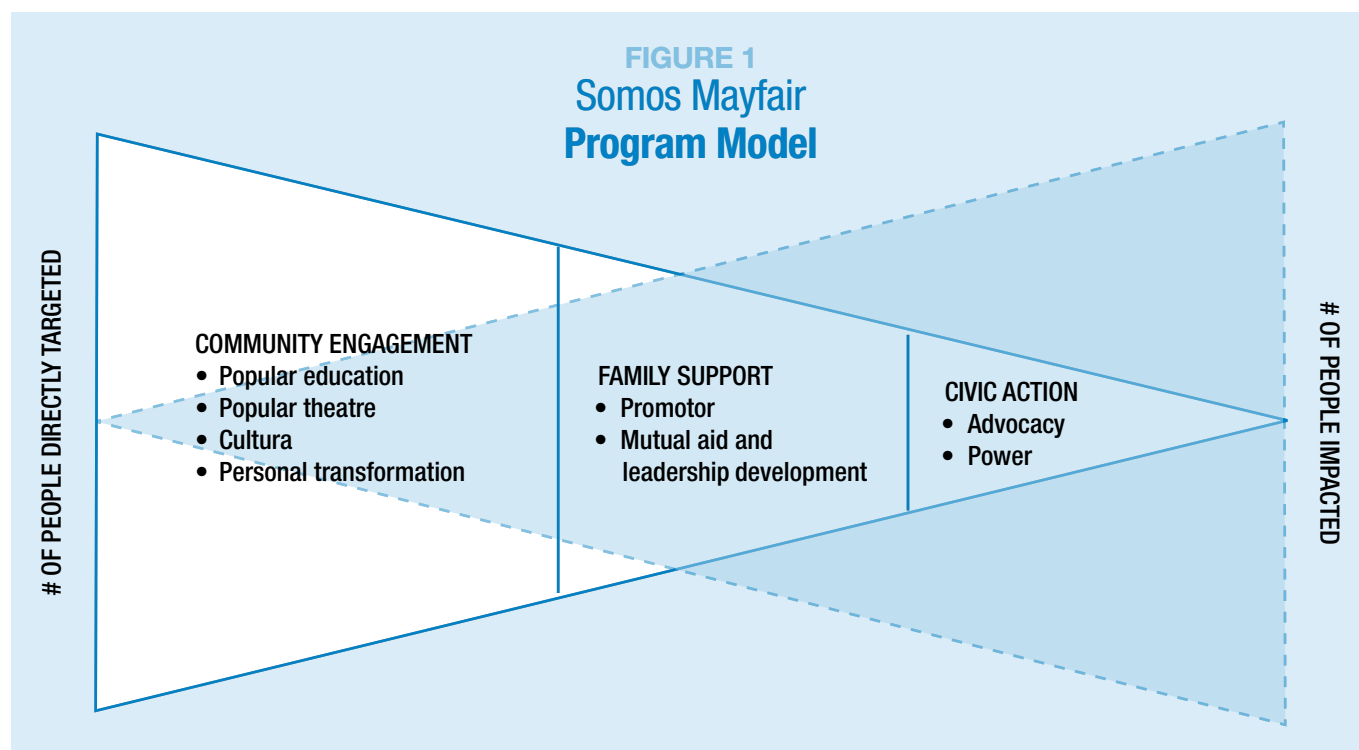 FIGURE 1
Somos Mayfair
Program Model
# OF PEOPLE DIRECTLY TARGETED
COMMUNITY ENGAGEMENT
• Popular education
• Popular theatre
• Cultura
• Personal transformation
FAMILY SUPPORT
• Promotor
• Mutual aid and
leadership development
CIVIC ACTION
• Advocacy
• Power
# OF PEOPLE IMPACTED